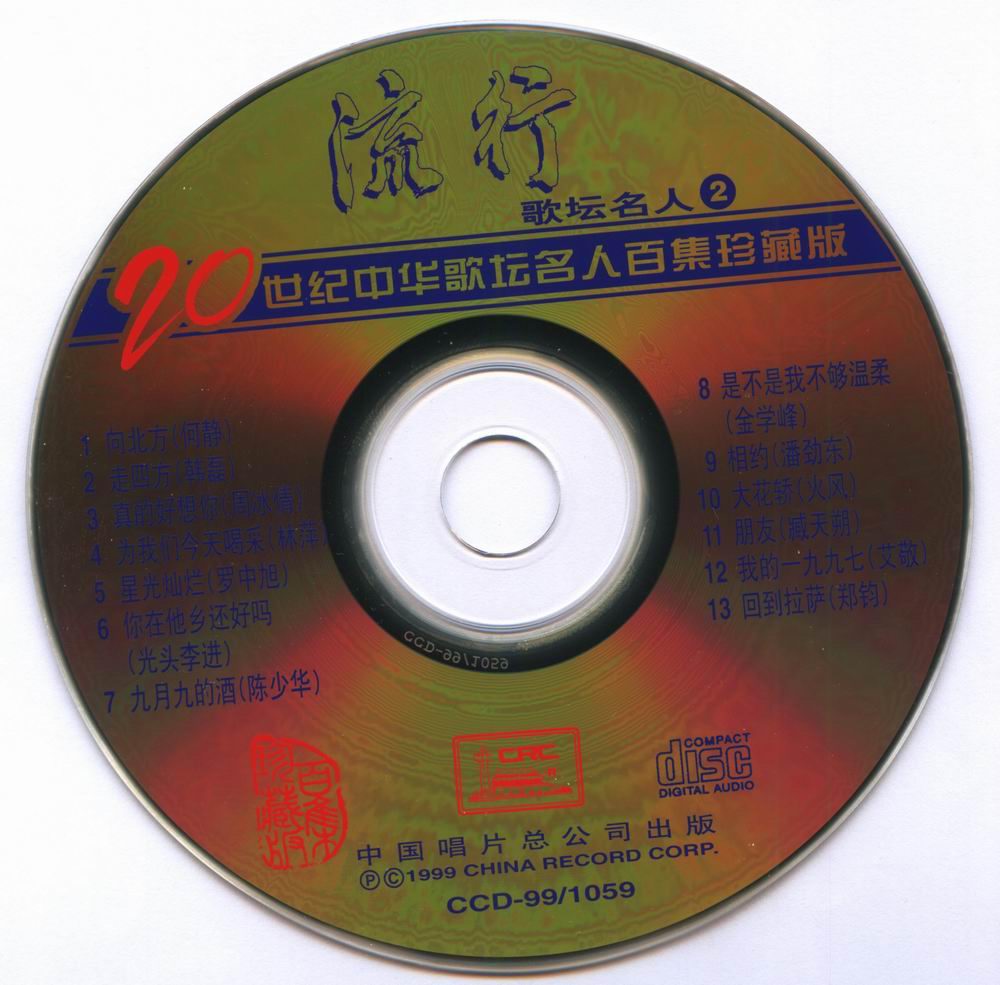 流行
歌坛名人2
20世纪中华歌坛名人百集珍藏版
1 向北方(何静)
2 走四方(韩磊)
3 真的好想你(周冰倩)
4 为我们今天喝采(林萍)
5 星光灿烂(罗中旭)
6 你在他乡还好吗
(光头李进)
7 九月九的酒(陈少华)
8 是不是我不够温柔
(金学峰)
9 相约(潘劲东)
10 大花轿(火风)
11 朋友(臧天朔)
12 我的一九九七(艾敬)
13 回到拉萨(郑钧)
CCD-99/1059
百集
珍藏版
CRC
R
COMPACT
disc
DIGITAL AUDIO
中国唱片总公司出版
ⓅⒸ1999 CHINA RECORD CORP.
CCD-99/1059